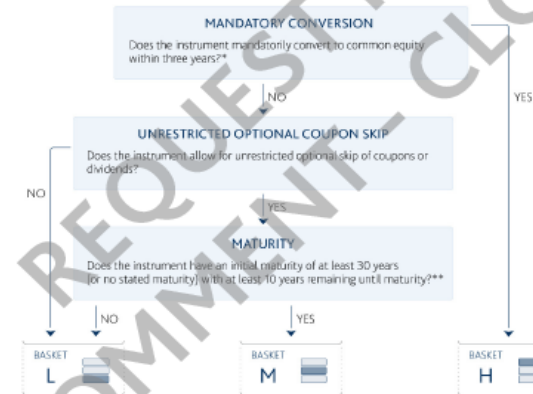 MANDATORY CONVERSION
Does the instrument mandatorily convert to common equity
within three years?*
NO
YES
UNRESTRICTED OPTIONAL COUPON SKIP
Does the instrument allow for unrestricted optional skip of coupons or
dividends?
NO
YES
MATURITY
Does the instrument have an initial maturity of at least 30 years
(or no stated maturity) with at least 10 years remaining until maturity?**
NO
YES
BASKET
L
BASKET
M
BASKET
H
REQUEST
COMMENT – CLO